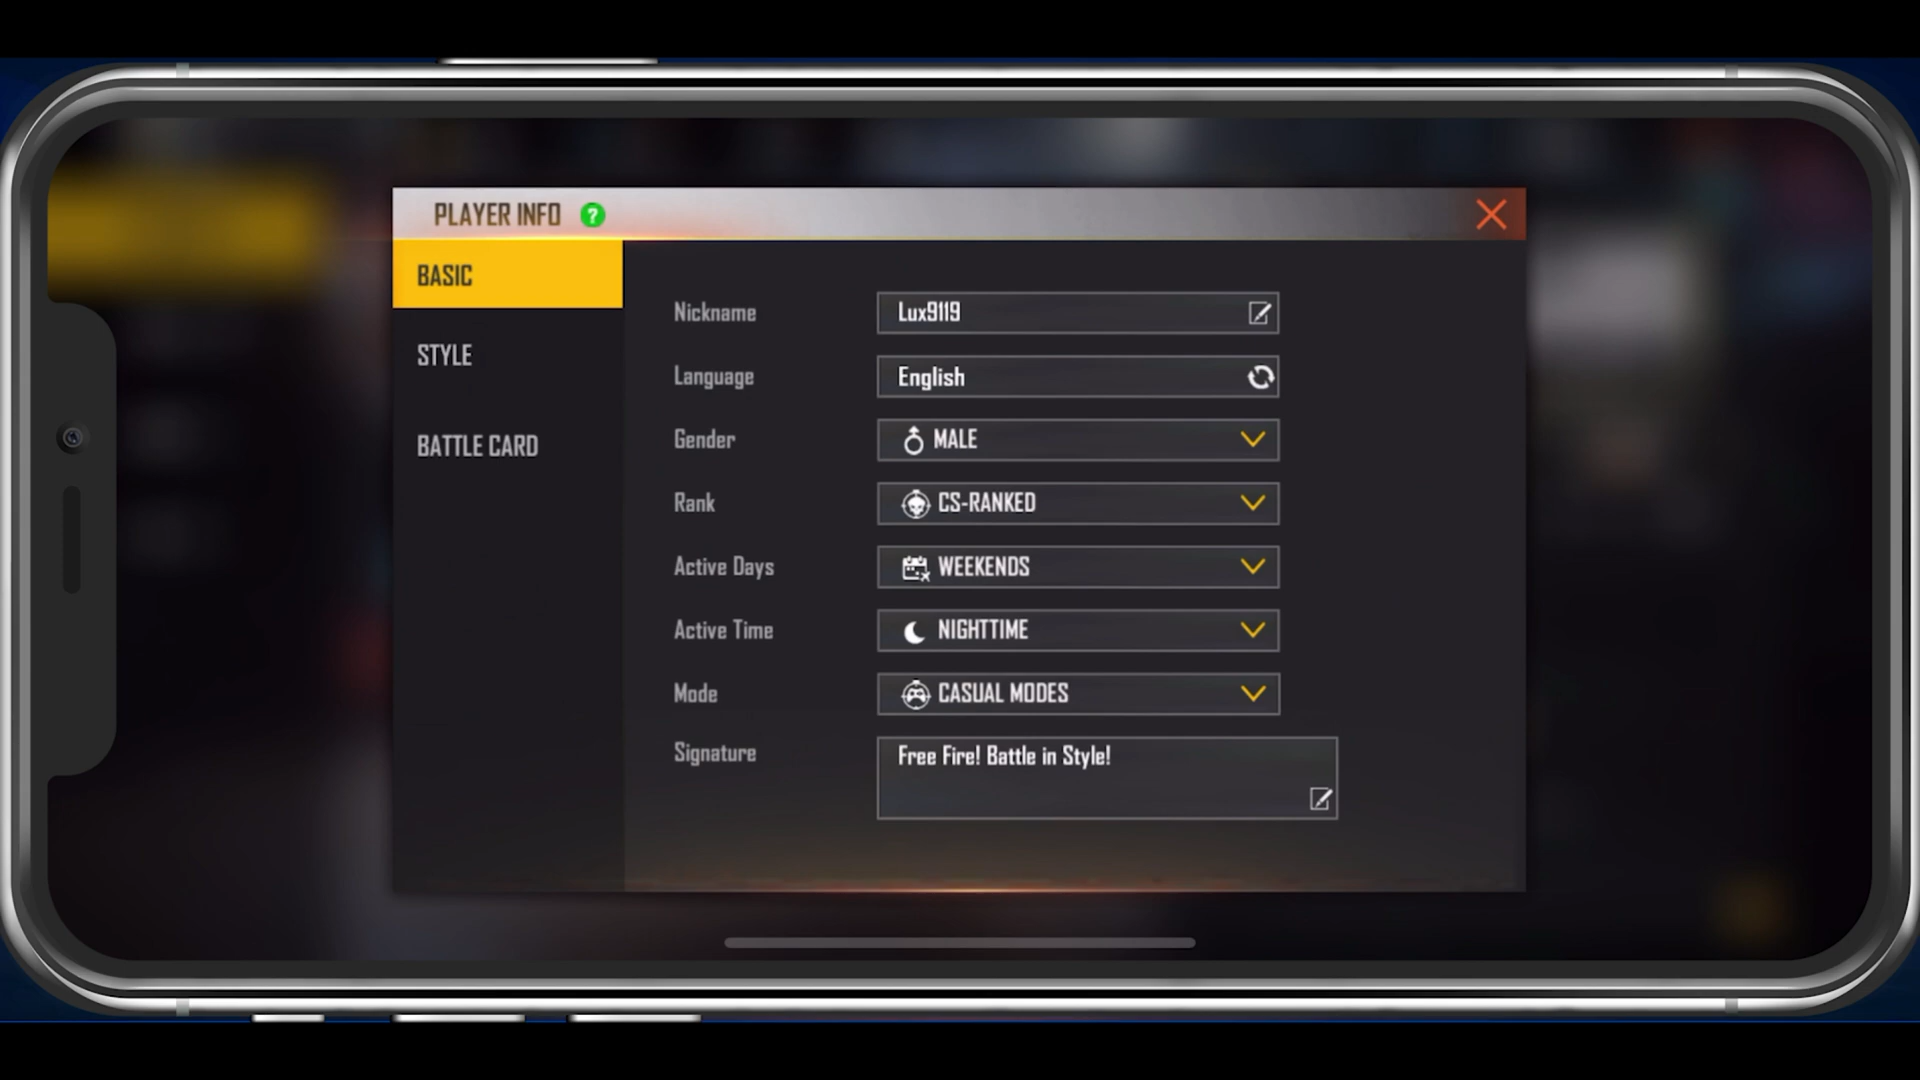 PLAYER INFO ?
BASIC
STYLE
BATTLE CARD
Nickname Lux9119
Language English
Gender MALE
Rank CS-RANKED
Active Days WEEKENDS
Active Time NIGHTTIME
Mode CASUAL MODES
Signature Free Fire! Battle in Style!